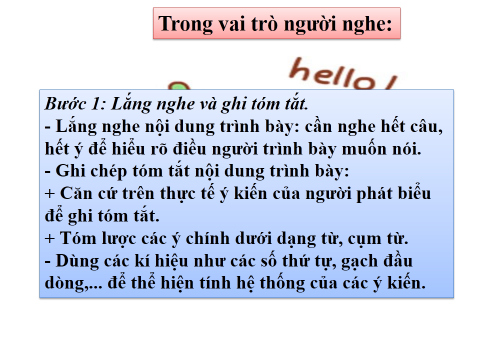 Trong vai trò người nghe:
hello!
Bước 1: Lắng nghe và ghi tóm tắt.
- Lắng nghe nội dung trình bày: cần nghe hết câu,
hết ý để hiểu rõ điều người trình bày muốn nói.
- Ghi chép tóm tắt nội dung trình bày:
+ Căn cứ trên thực tế ý kiến của người phát biểu
để ghi tóm tắt.
+ Tóm lược các ý chính dưới dạng từ, cụm từ.
- Dùng các kí hiệu như các số thứ tự, gạch đầu
dòng,... để thể hiện tính hệ thống của các ý kiến.